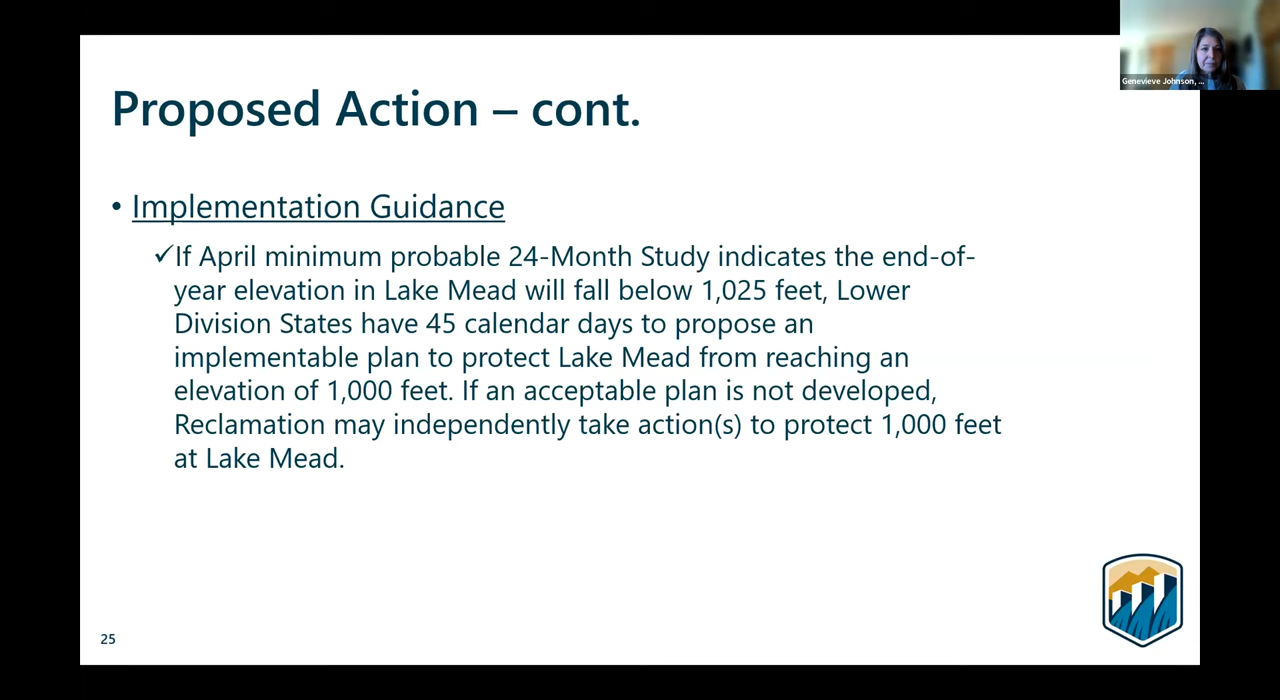 Genevieve Johnson, ...
Proposed Action – cont.
• Implementation Guidance
✓If April minimum probable 24-Month Study indicates the end-of-
year elevation in Lake Mead will fall below 1,025 feet, Lower
Division States have 45 calendar days to propose an
implementable plan to protect Lake Mead from reaching an
elevation of 1,000 feet. If an acceptable plan is not developed,
Reclamation may independently take action(s) to protect 1,000 feet
at Lake Mead.
25